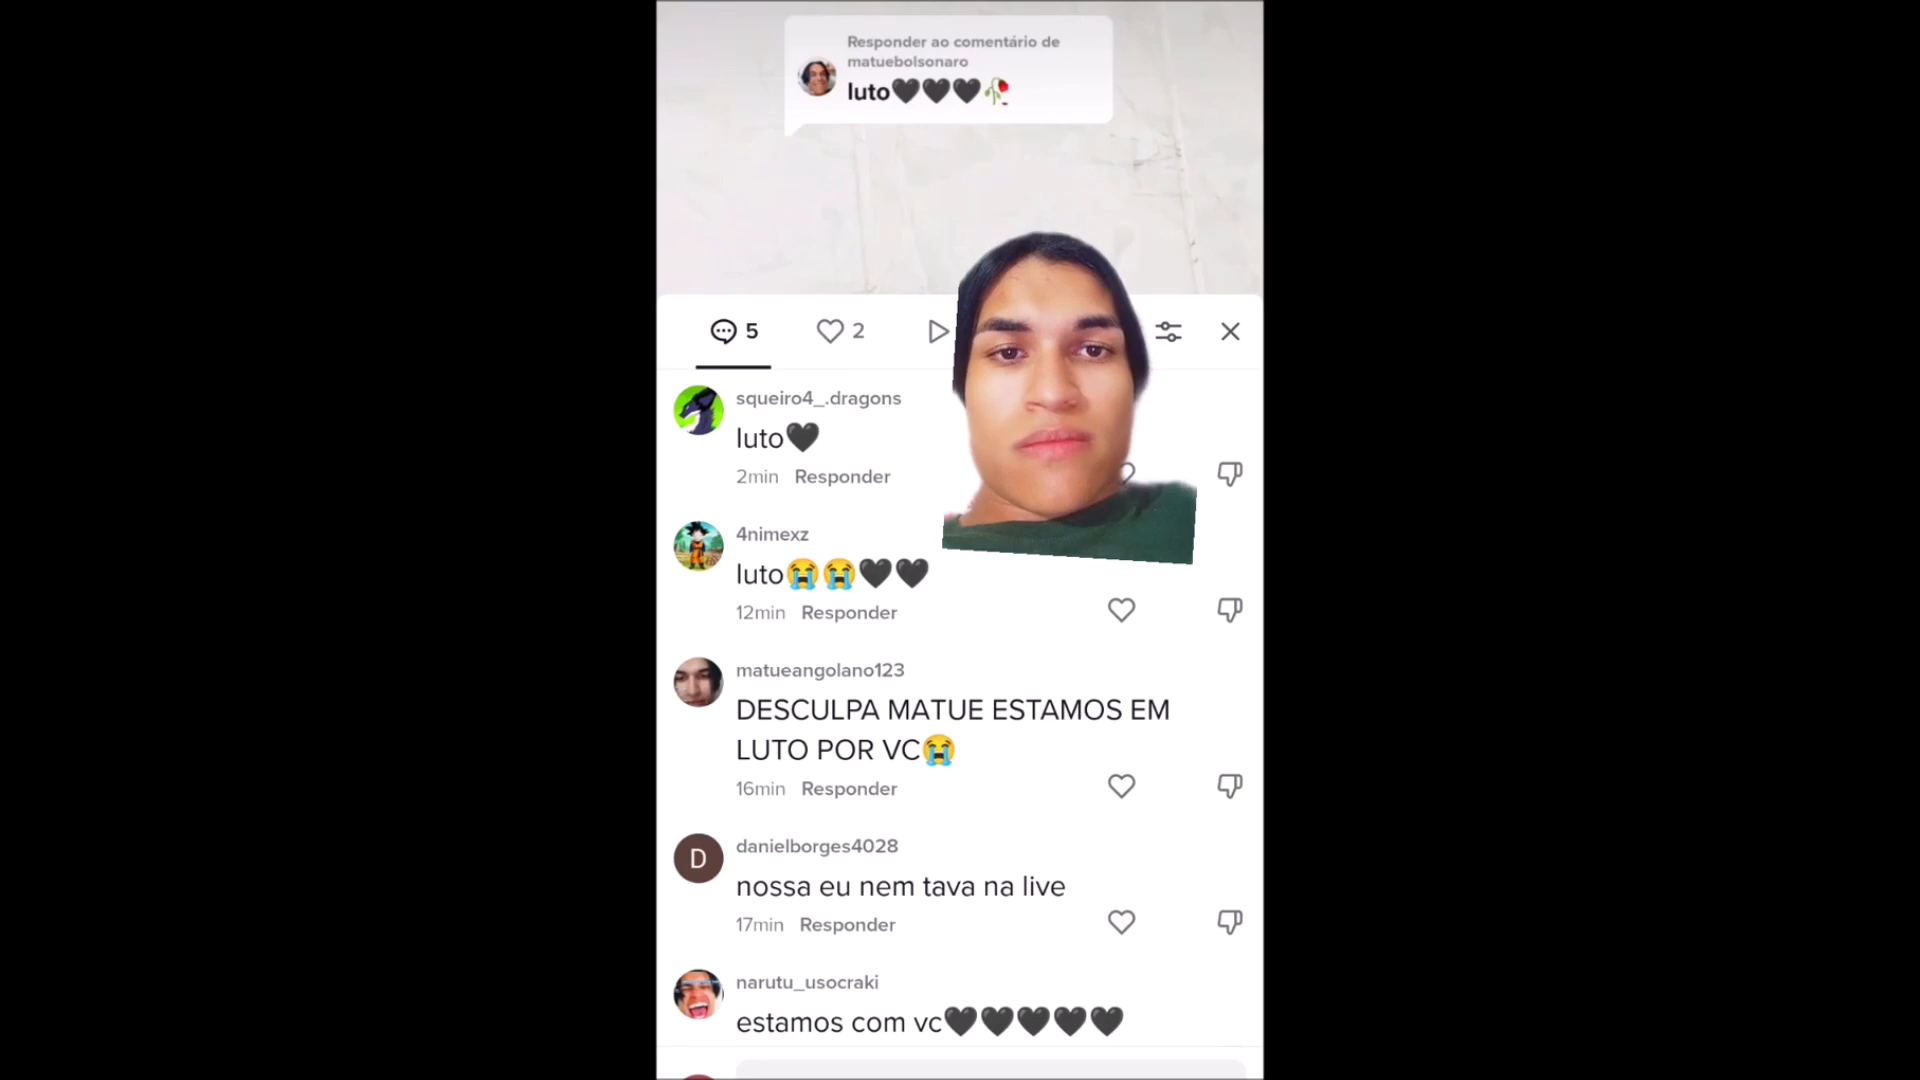 Responder ao comentário de
matuebolsonaro
luto🖤🖤🖤🥀
5
2
squeiro4_.dragons
luto🖤
2min Responder
4nimexz
luto😭😭🖤🖤
12min Responder
matueangolano123
DESCULPA MATUE ESTAMOS EM
LUTO POR VC😭
16min Responder
D
danielborges4028
nossa eu nem tava na live
17min Responder
narutu_usocraki
estamos com vc🖤🖤🖤🖤🖤